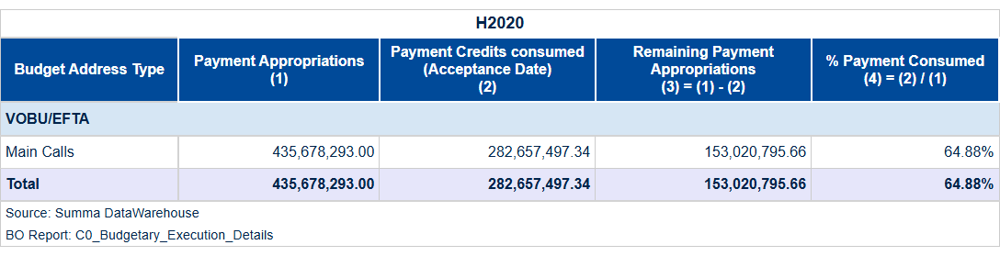 H2020
Budget Address Type
Payment Appropriations
(1)
Payment Credits consumed
(Acceptance Date)
(2)
Remaining Payment
Appropriations
(3) = (1) - (2)
% Payment Consumed
(4) = (2) / (1)
VOBU/EFTA
Main Calls 435,678,293.00 282,657,497.34 153,020,795.66 64.88%
Total 435,678,293.00 282,657,497.34 153,020,795.66 64.88%
Source: Summa DataWarehouse
BO Report: C0_Budgetary_Execution_Details